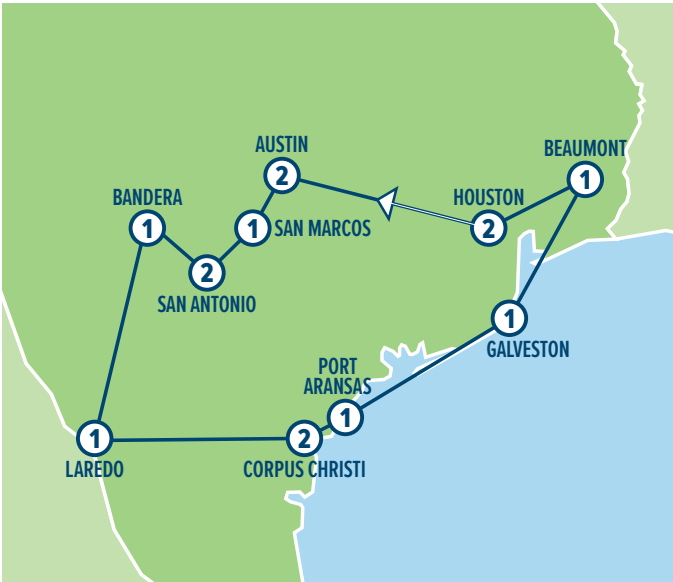 AUSTIN
2
BEAUMONT
1
BANDERA
1
HOUSTON
2
1
SAN MARCOS
2
SAN ANTONIO
1
GALVESTON
PORT
ARANSAS
1
1
LAREDO
2
CORPUS CHRISTI